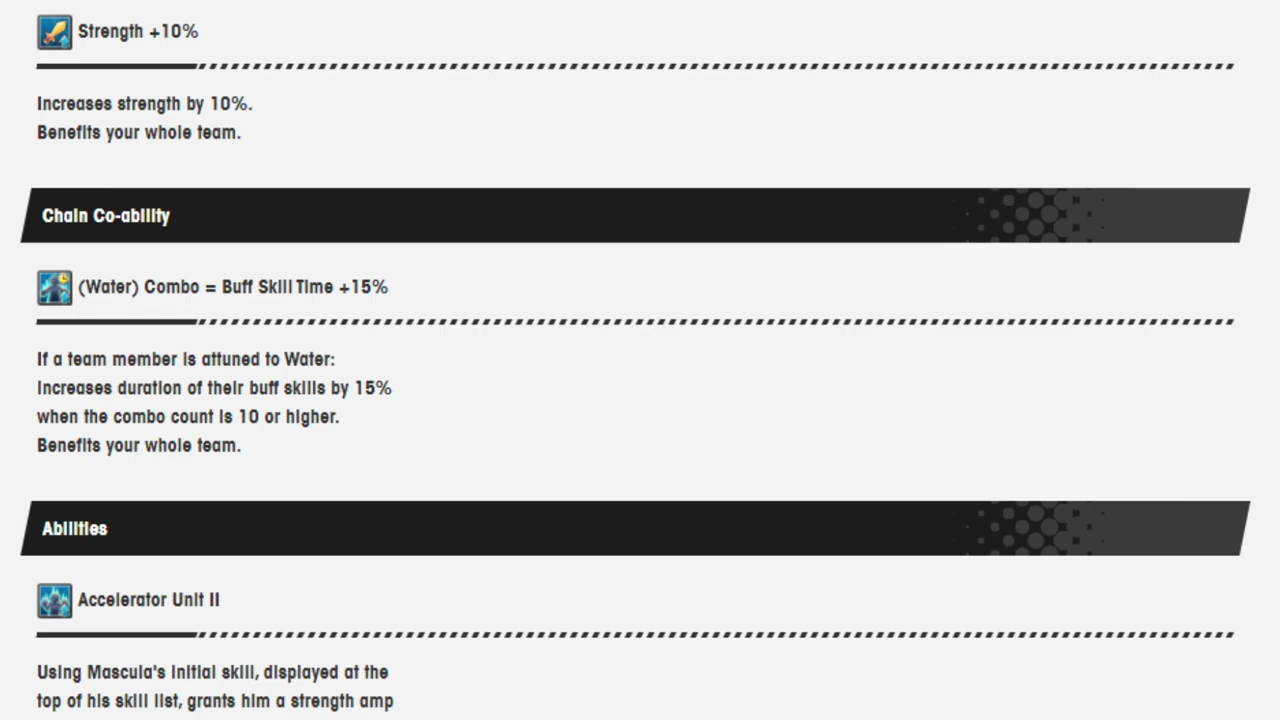 Strength +10%
Increases strength by 10%.
Benefits your whole team.
Chain Co-ability
(Water) Combo = Buff Skill Time +15%
If a team member is attuned to Water:
Increases duration of their buff skills by 15%
when the combo count is 10 or higher.
Benefits your whole team.
Abilities
Accelerator Unit II
Using Mascula's initial skill, displayed at the
top of his skill list, grants him a strength amp